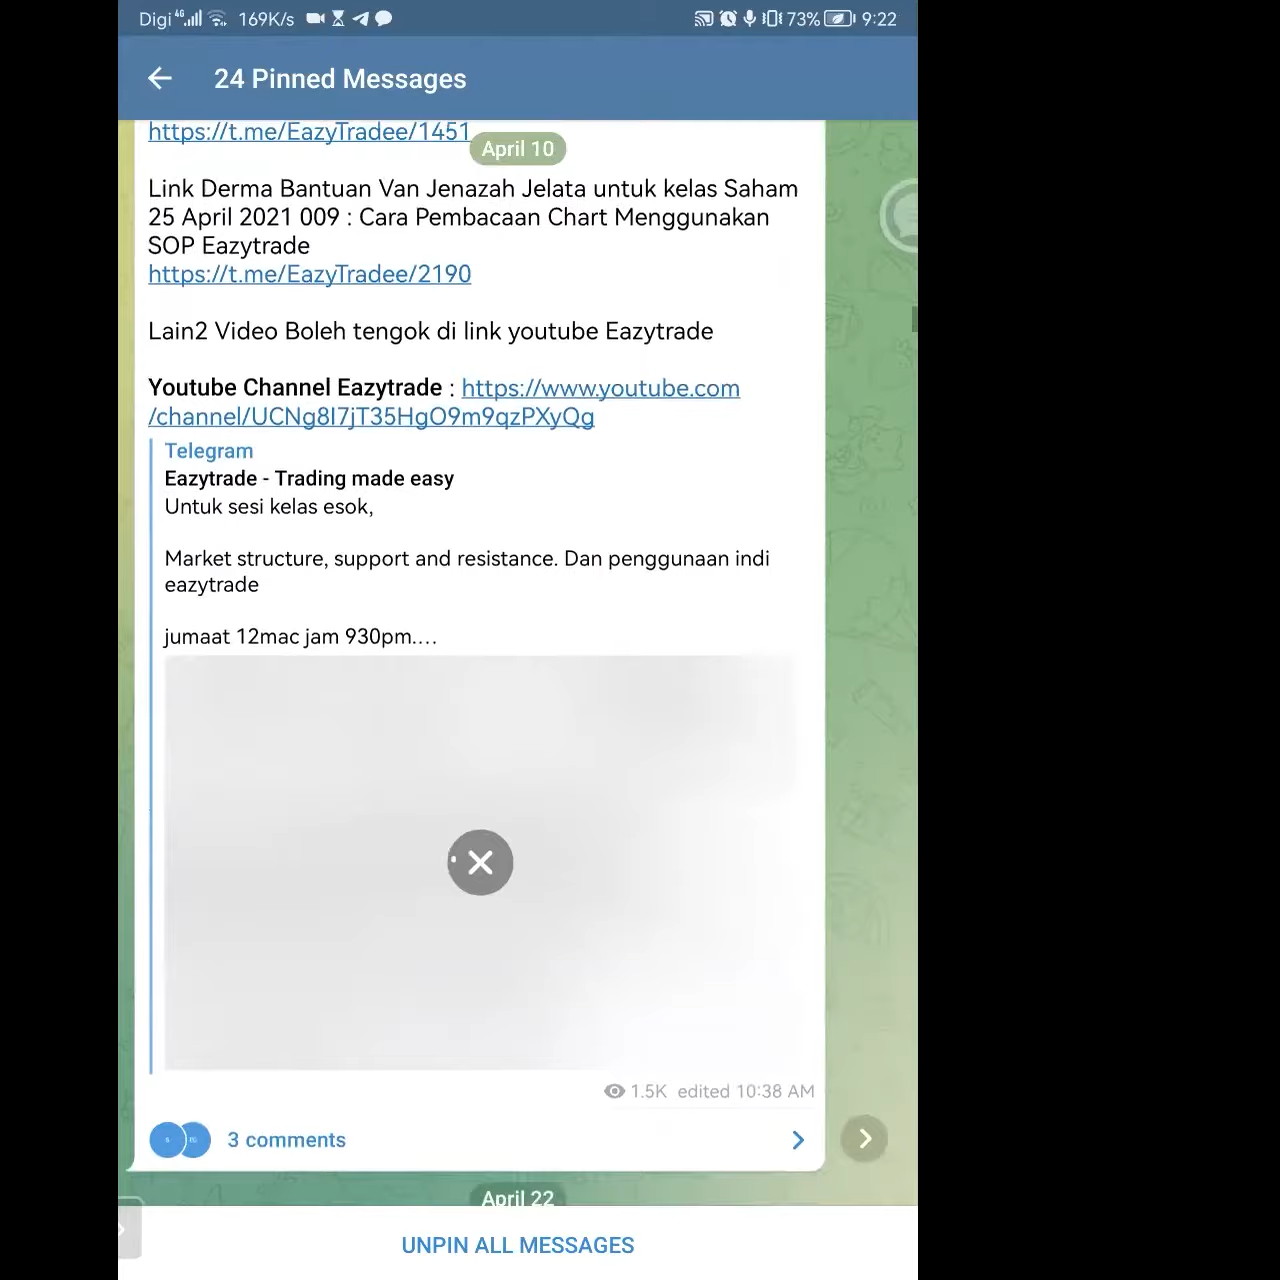 Digi 4G 169K/s 73% 9:22
24 Pinned Messages
https://t.me/EazyTradee/1451
April 10
Link Derma Bantuan Van Jenazah Jelata untuk kelas Saham
25 April 2021 009 : Cara Pembacaan Chart Menggunakan
SOP Eazytrade
https://t.me/EazyTradee/2190
Lain2 Video Boleh tengok di link youtube Eazytrade
Youtube Channel Eazytrade : https://www.youtube.com
/channel/UCNg8I7jT35HgO9m9qzPXyQg
Telegram
Eazytrade - Trading made easy
Untuk sesi kelas esok,
Market structure, support and resistance. Dan penggunaan indi
eazytrade
jumaat 12mac jam 930pm....
1.5K edited 10:38 AM
3 comments
April 22
UNPIN ALL MESSAGES